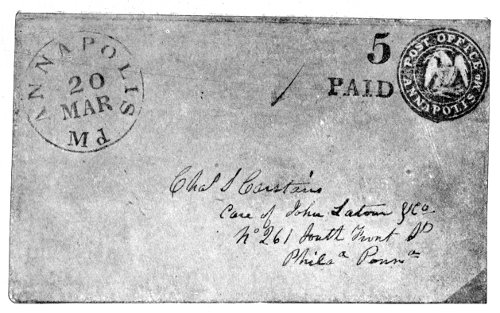 ANNAPOLIS
20
MAR
Md
5
PAID
POST OFFICE
ANNAPOLIS Md.
Chas S Carstairs
Care of John Latour & Co.
No 261 South Front St
Phila Penna